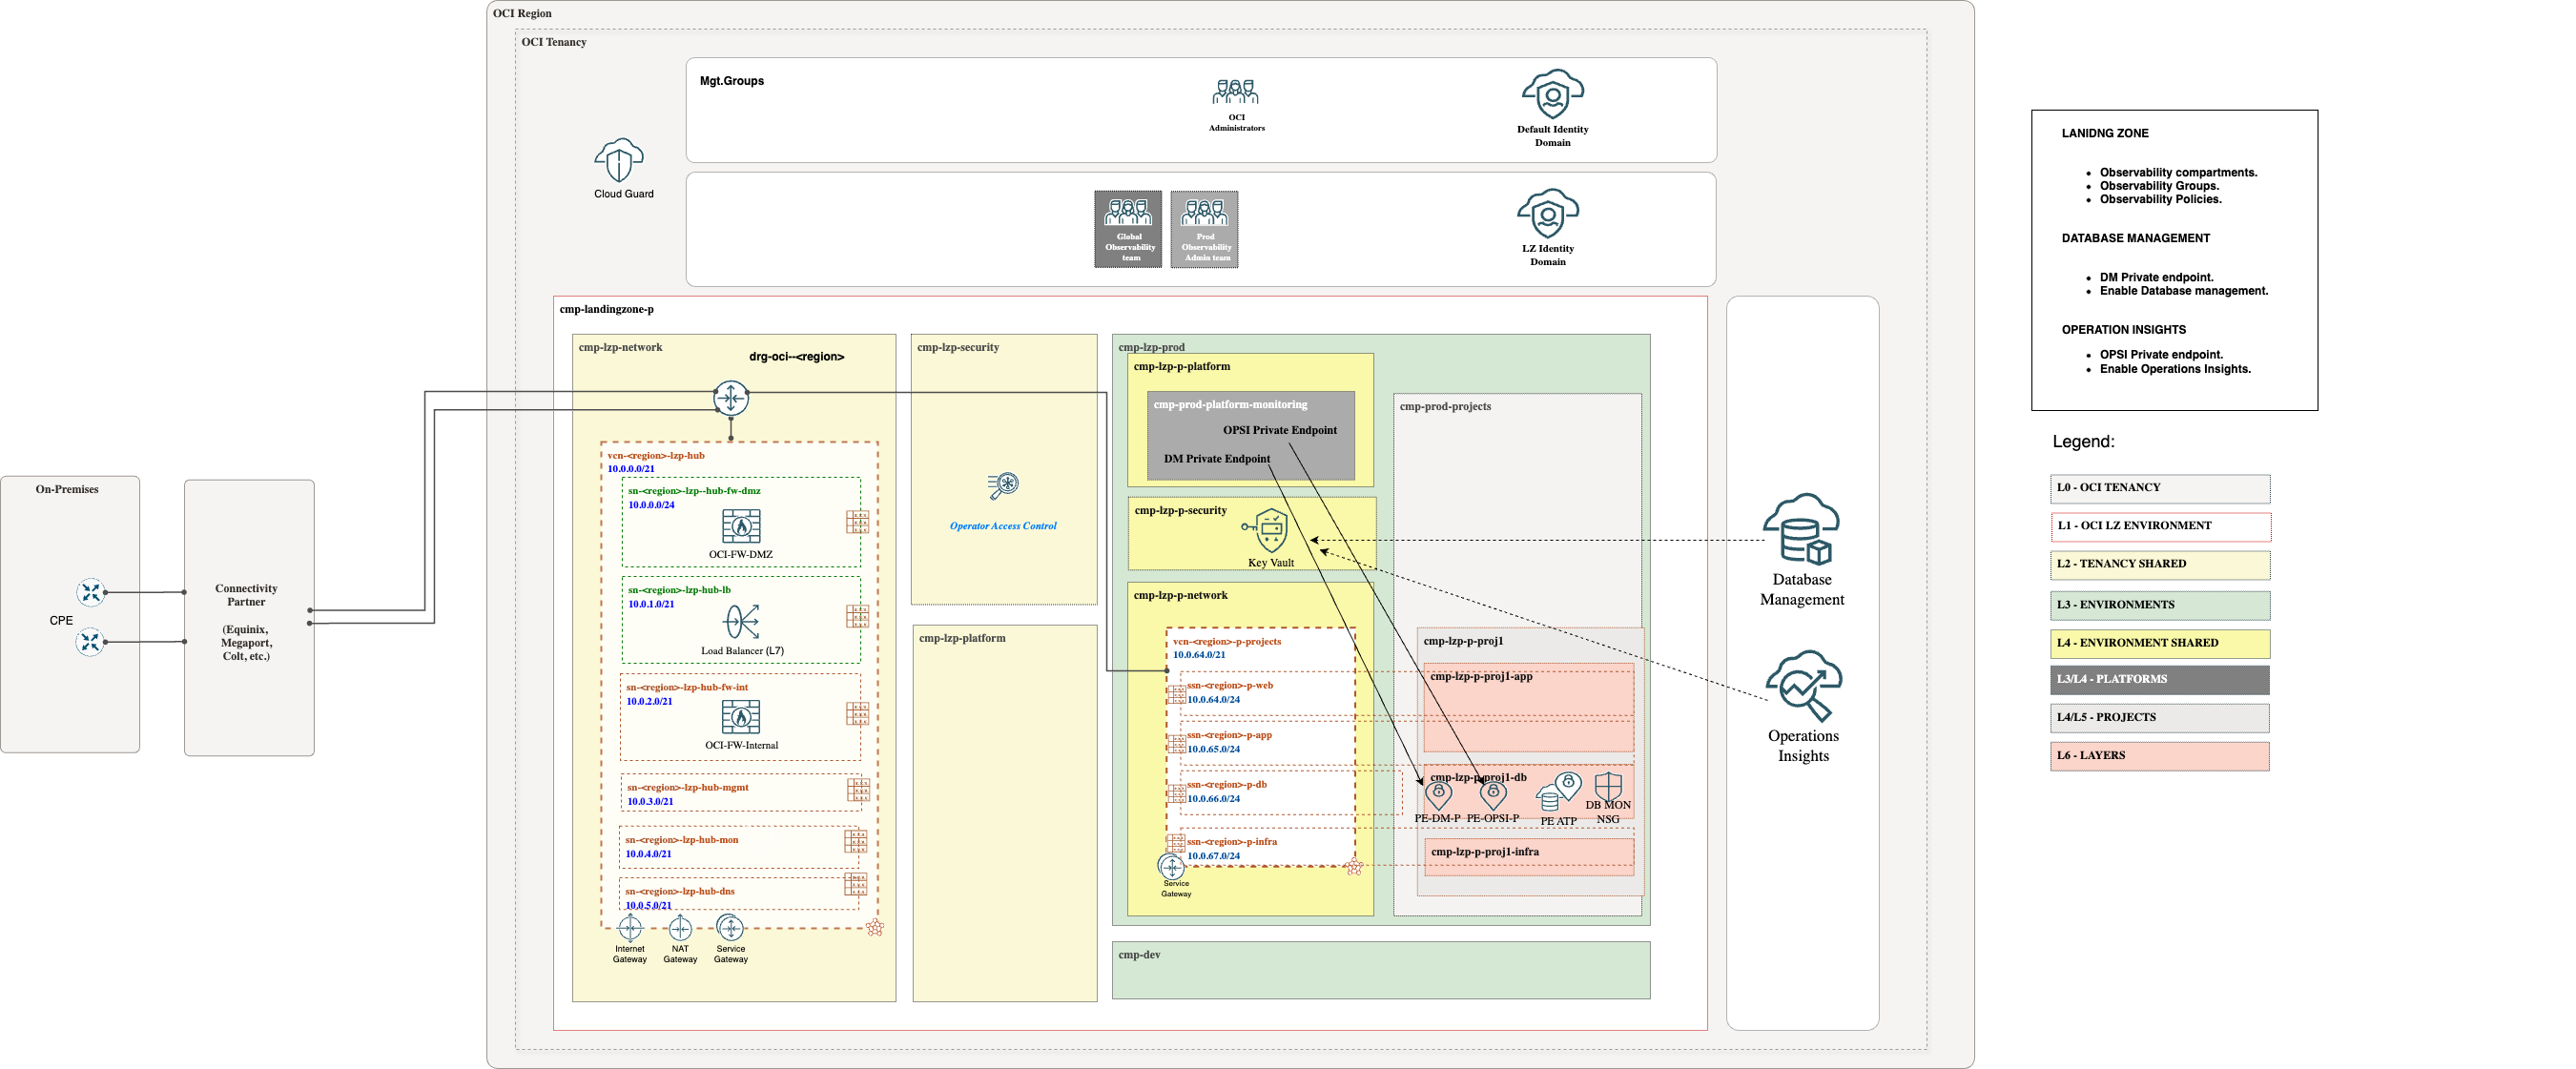 OCI Region
OCI Tenancy
Mgt.Groups
OCI
Administrators
Default Identity
Domain
Cloud Guard
Global
Observability
team
Prod
Observability
Admin team
LZ Identity
Domain
cmp-landingzone-p
cmp-lzp-network
drg-oci--<region>
vcn-<region>-lzp-hub
10.0.0.0/21
sn-<region>-lzp--hub-fw-dmz
10.0.0.0/24
OCI-FW-DMZ
sn-<region>-lzp-hub-lb
10.0.1.0/21
Load Balancer (L7)
sn-<region>-lzp-hub-fw-int
10.0.2.0/21
OCI-FW-Internal
sn-<region>-lzp-hub-mgmt
10.0.3.0/21
sn-<region>-lzp-hub-mon
10.0.4.0/21
sn-<region>-lzp-hub-dns
10.0.5.0/21
Internet
Gateway
NAT
Gateway
Service
Gateway
On-Premises
CPE
Connectivity
Partner
(Equinix,
Megaport,
Colt, etc.)
cmp-lzp-security
Operator Access Control
cmp-lzp-platform
cmp-lzp-prod
cmp-lzp-p-platform
cmp-prod-platform-monitoring
OPSI Private Endpoint
DM Private Endpoint
cmp-lzp-p-security
Key Vault
cmp-lzp-p-network
vcn-<region>-p-projects
10.0.64.0/21
ssn-<region>-p-web
10.0.64.0/24
ssn-<region>-p-app
10.0.65.0/24
ssn-<region>-p-db
10.0.66.0/24
ssn-<region>-p-infra
10.0.67.0/24
Service
Gateway
cmp-prod-projects
cmp-lzp-p-proj1
cmp-lzp-p-proj1-app
cmp-lzp-p-proj1-db
PE-DM-P
PE-OPSI-P
PE ATP
DB MON
NSG
cmp-lzp-p-proj1-infra
cmp-dev
Database
Management
Operations
Insights
LANIDNG ZONE
• Observability compartments.
• Observability Groups.
• Observability Policies.
DATABASE MANAGEMENT
• DM Private endpoint.
• Enable Database management.
OPERATION INSIGHTS
• OPSI Private endpoint.
• Enable Operations Insights.
Legend:
L0 - OCI TENANCY
L1 - OCI LZ ENVIRONMENT
L2 - TENANCY SHARED
L3 - ENVIRONMENTS
L4 - ENVIRONMENT SHARED
L3/L4 - PLATFORMS
L4/L5 - PROJECTS
L6 - LAYERS